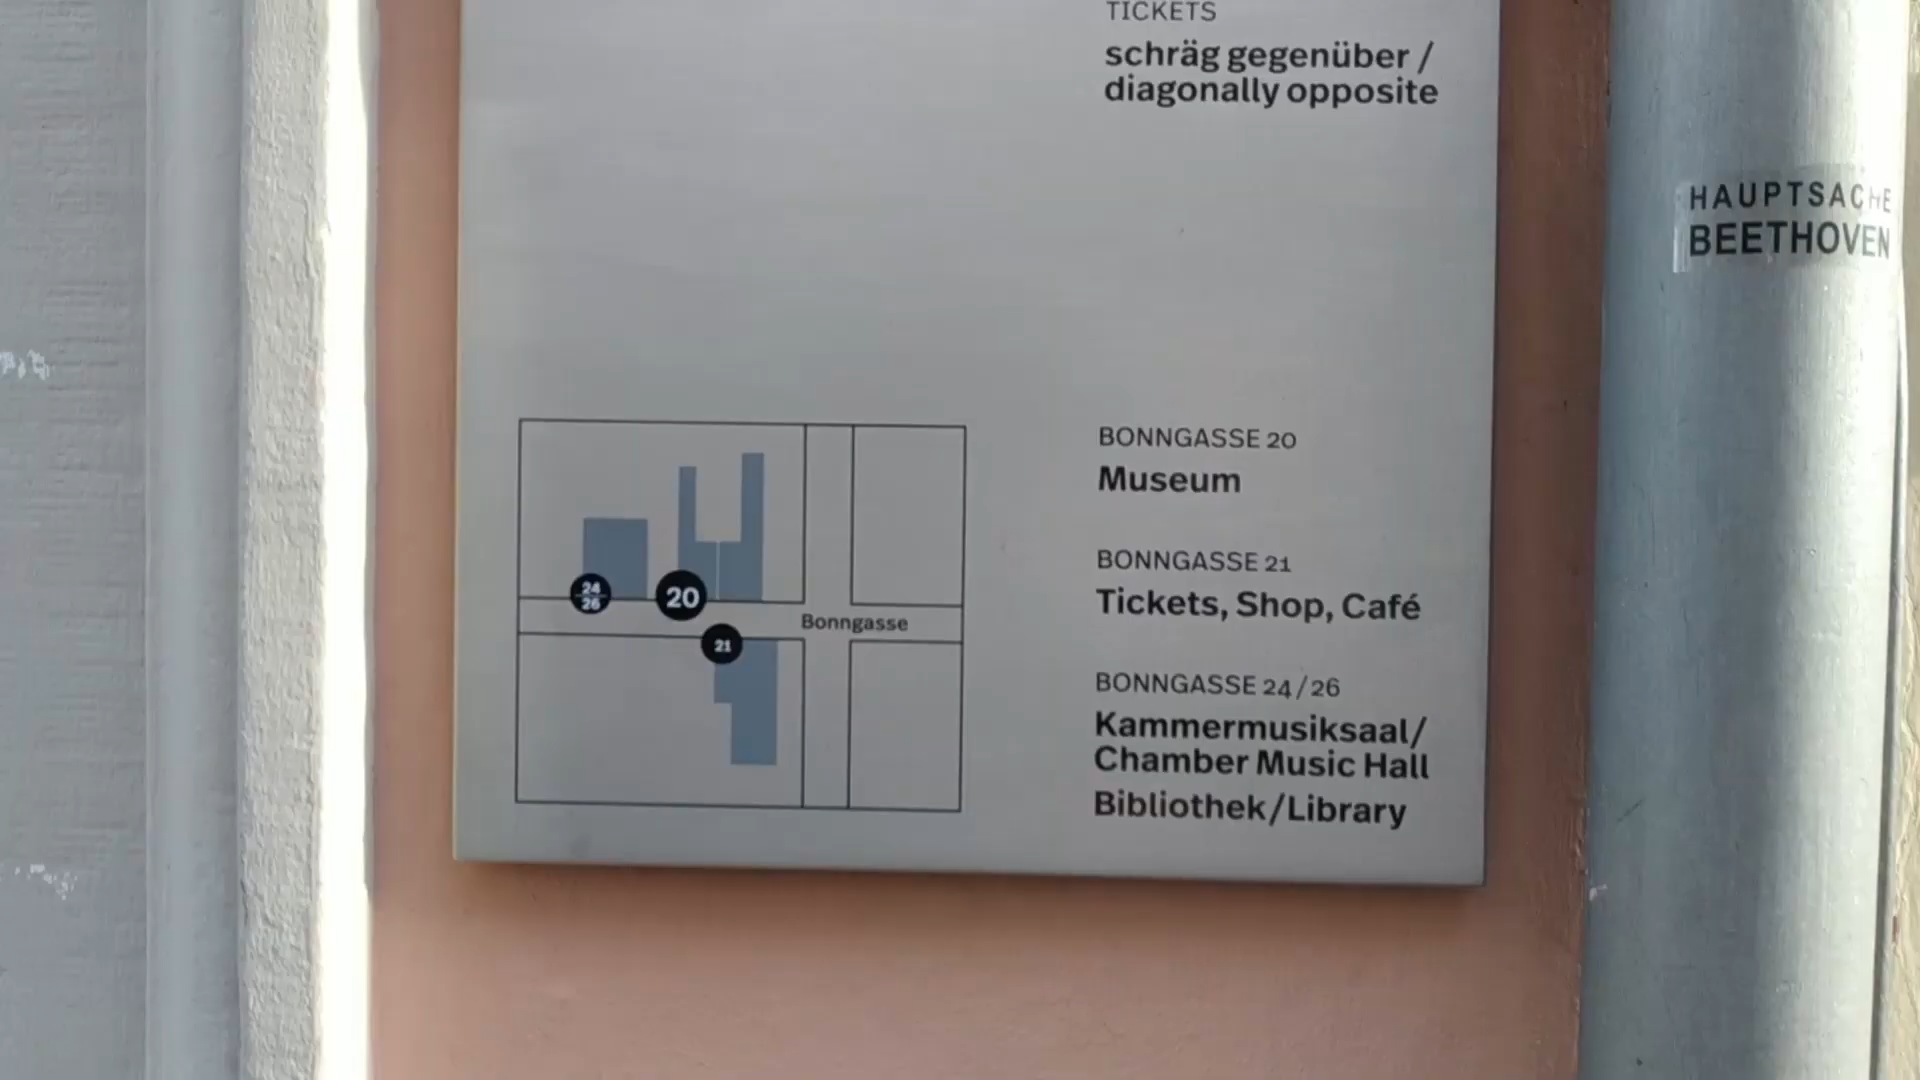 TICKETS
schräg gegenüber /
diagonally opposite
HAUPTSACHE
BEETHOVEN
24
26
20
21
Bonngasse
BONNGASSE 20
Museum
BONNGASSE 21
Tickets, Shop, Café
BONNGASSE 24/26
Kammermusiksaal/
Chamber Music Hall
Bibliothek/Library